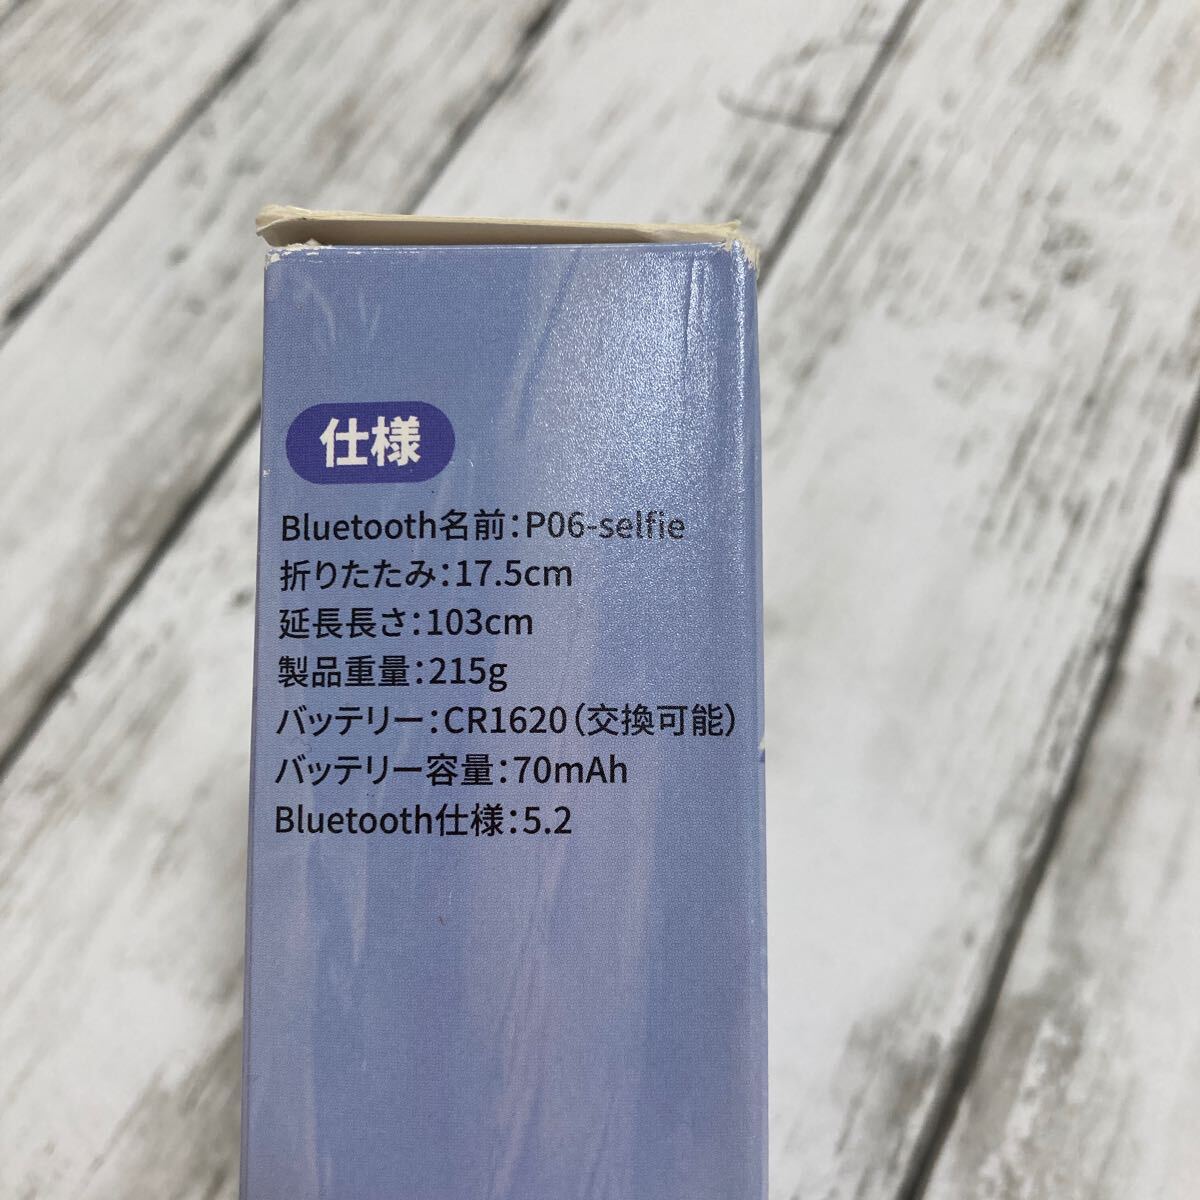 仕様
Bluetooth名前：P06-selfie
折りたたみ：17.5cm
延長長さ：103cm
製品重量：215g
バッテリー：CR1620（交換可能）
バッテリー容量：70mAh
Bluetooth仕様：5.2